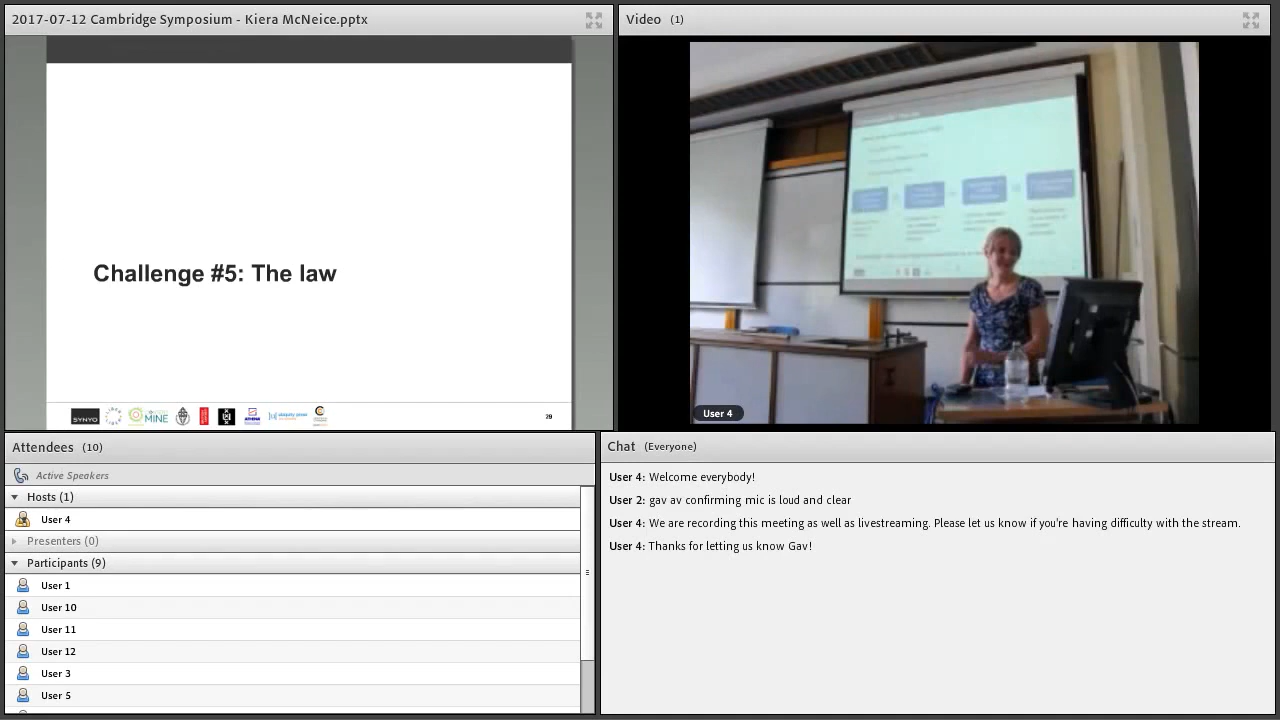 2017-07-12 Cambridge Symposium - Kiera McNeice.pptx
Challenge #5: The law
SYNYO
MINE
ATHENA
ubiquity press
29
Video (1)
User 4
Attendees (10)
Active Speakers
Hosts (1)
User 4
Presenters (0)
Participants (9)
User 1
User 10
User 11
User 12
User 3
User 5
Chat (Everyone)
User 4: Welcome everybody!
User 2: gav av confirming mic is loud and clear
User 4: We are recording this meeting as well as livestreaming. Please let us know if you're having difficulty with the stream.
User 4: Thanks for letting us know Gav!